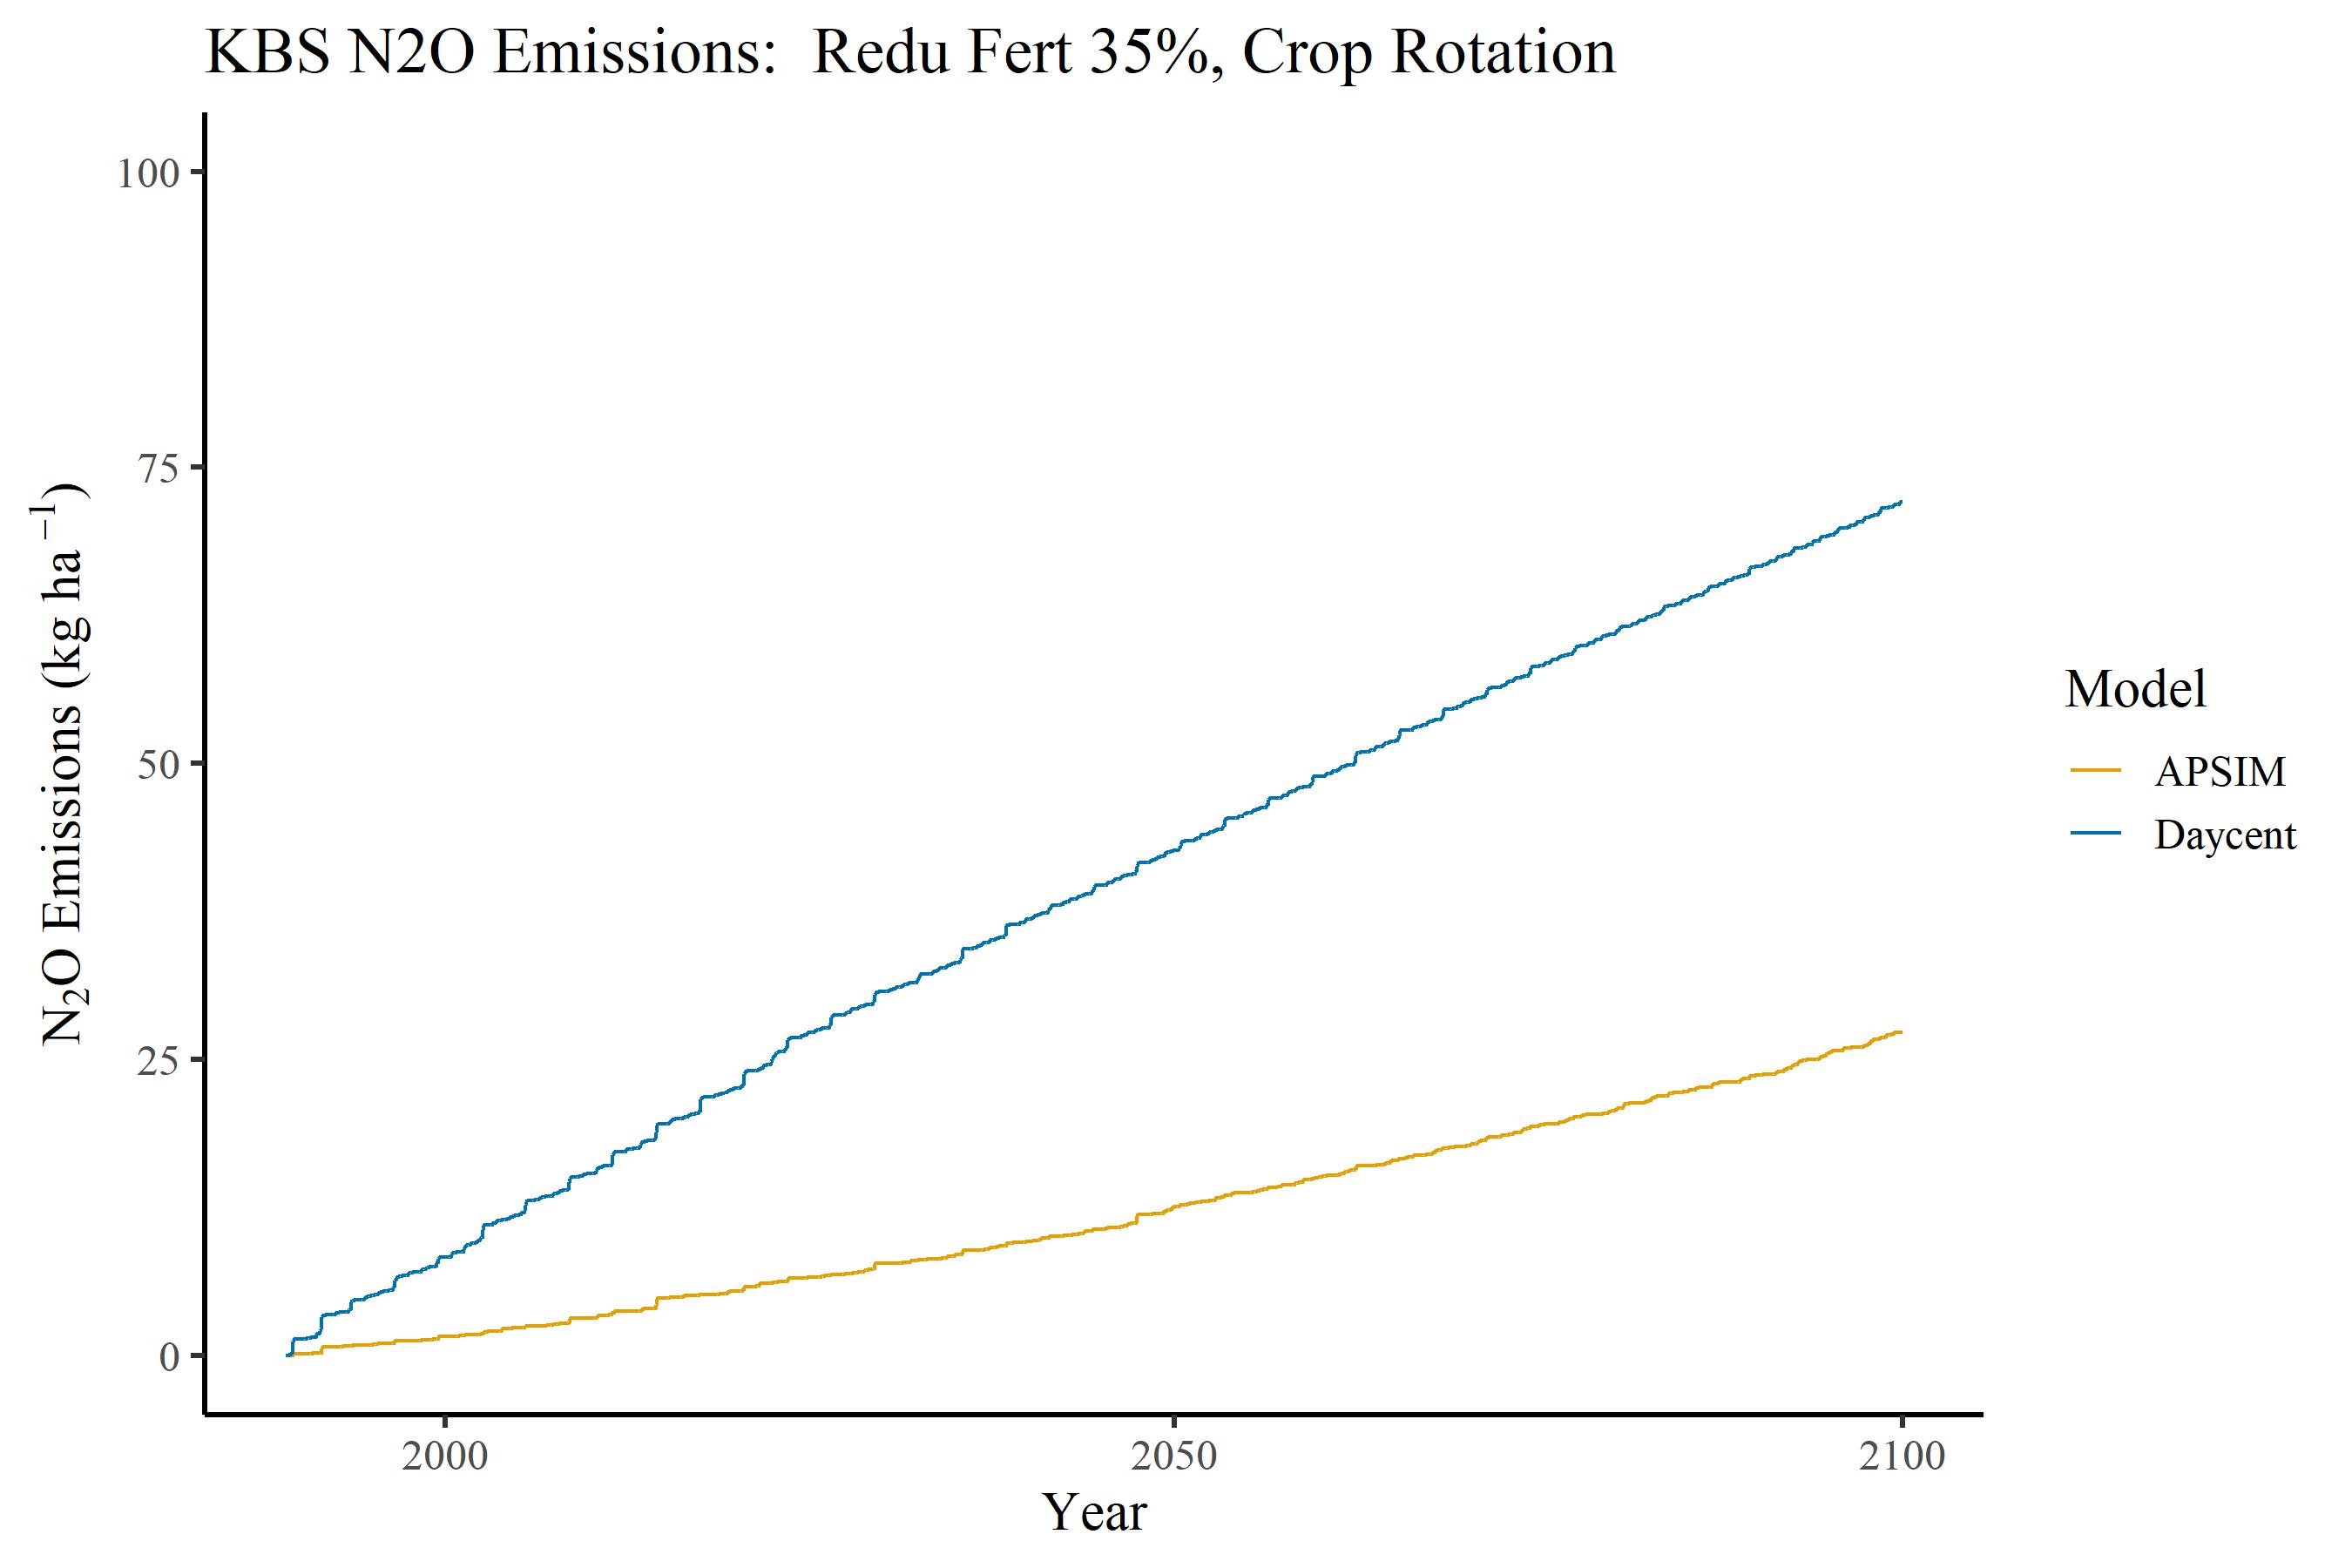 KBS N2O Emissions:  Redu Fert 35%, Crop Rotation
N₂O Emissions (kg ha ⁻¹)
100
75
50
25
0
2000
2050
2100
Year
Model
APSIM
Daycent